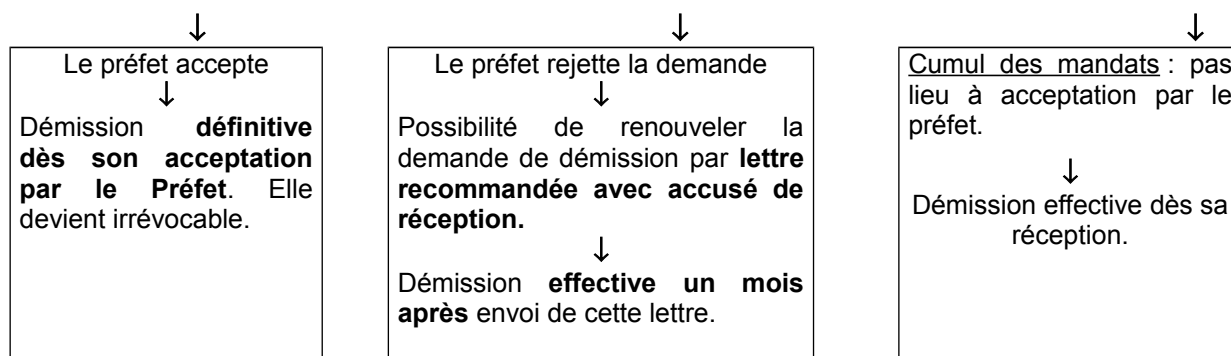 Le préfet accepte
Démission définitive
dès son acceptation
par le Préfet. Elle
devient irrévocable.
Le préfet rejette la demande
Possibilité de renouveler la
demande de démission par lettre
recommandée avec accusé de
réception.
Démission effective un mois
après envoi de cette lettre.
Cumul des mandats : pas
lieu à acceptation par le
préfet.
Démission effective dès sa
réception.